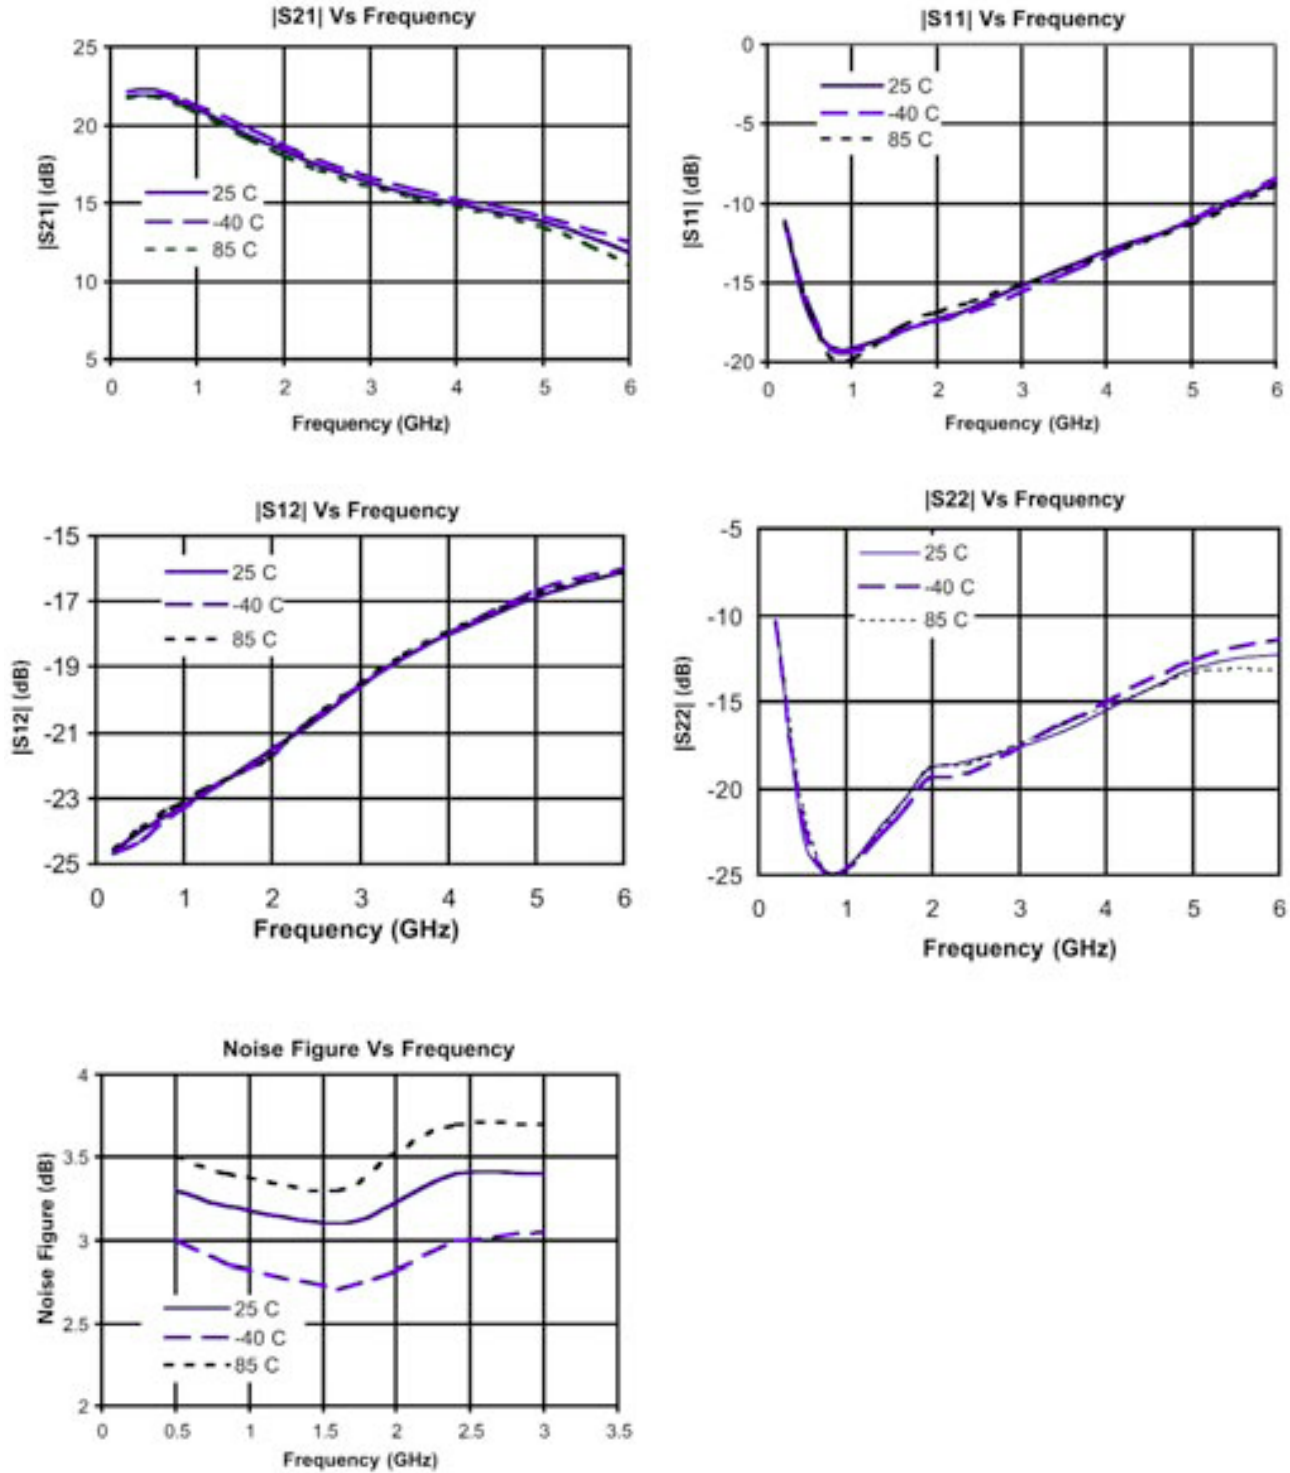 |S21| Vs Frequency
25
20
15
10
5
|S21| (dB)
25 C
-40 C
85 C
0 1 2 3 4 5 6
Frequency (GHz)
|S11| Vs Frequency
0
-5
-10
-15
-20
|S11| (dB)
25 C
-40 C
85 C
0 1 2 3 4 5 6
Frequency (GHz)
|S12| Vs Frequency
-15
-17
-19
-21
-23
-25
|S12| (dB)
25 C
-40 C
85 C
0 1 2 3 4 5 6
Frequency (GHz)
|S22| Vs Frequency
-5
-10
-15
-20
-25
|S22| (dB)
25 C
-40 C
85 C
0 1 2 3 4 5 6
Frequency (GHz)
Noise Figure Vs Frequency
4
3.5
3
2.5
2
Noise Figure (dB)
25 C
-40 C
85 C
0 0.5 1 1.5 2 2.5 3 3.5
Frequency (GHz)